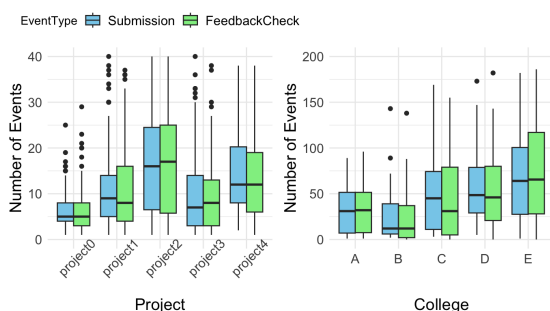 EventType Submission FeedbackCheck
Number of Events
40
30
20
10
0
project0 project1 project2 project3 project4
Project
Number of Events
200
150
100
50
0
A B C D E
College